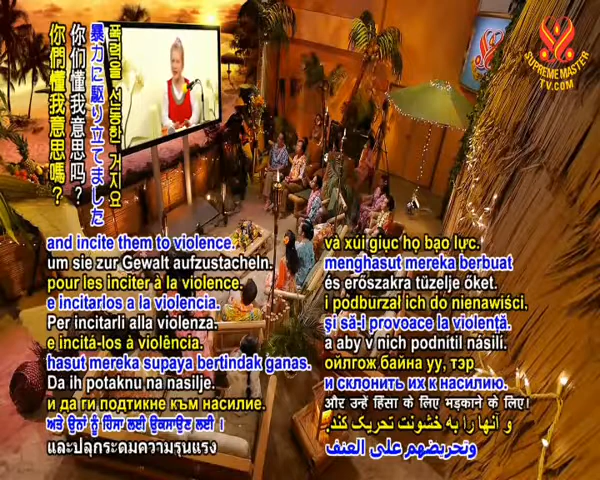 SUPREME MASTER
TV.COM
폭력을 선동한 거지요
暴力に駆り立てました
你们懂我意思吗？
你們懂我意思嗎？
and incite them to violence.
um sie zur Gewalt aufzustacheln.
pour les inciter à la violence.
e incitarlos a la violencia.
Per incitarli alla violenza.
e incitá-los à violência.
hasut mereka supaya bertindak ganas.
Da ih potaknu na nasilje.
и да ги подтикне към насилие.
ਅਤੇ ਉਨਾਂ ਨੂੰ ਹਿੰਸਾ ਲਈ ਉਕਸਾਉਣ ਲਈ ।
และปลุกระดมความรุนแรง
và xúi giục họ bạo lực.
menghasut mereka berbuat
és erőszakra tüzelje őket.
i podburzał ich do nienawiści.
şi să-i provoace la violenţă.
a aby v nich podnítil násilí.
ойлгож байна уу, тэр
и склонить их к насилию.
और उन्हें हिंसा के लिए भड़काने के लिए।
و آنها را به خشونت تحریک کند.
وتحريضهم على العنف